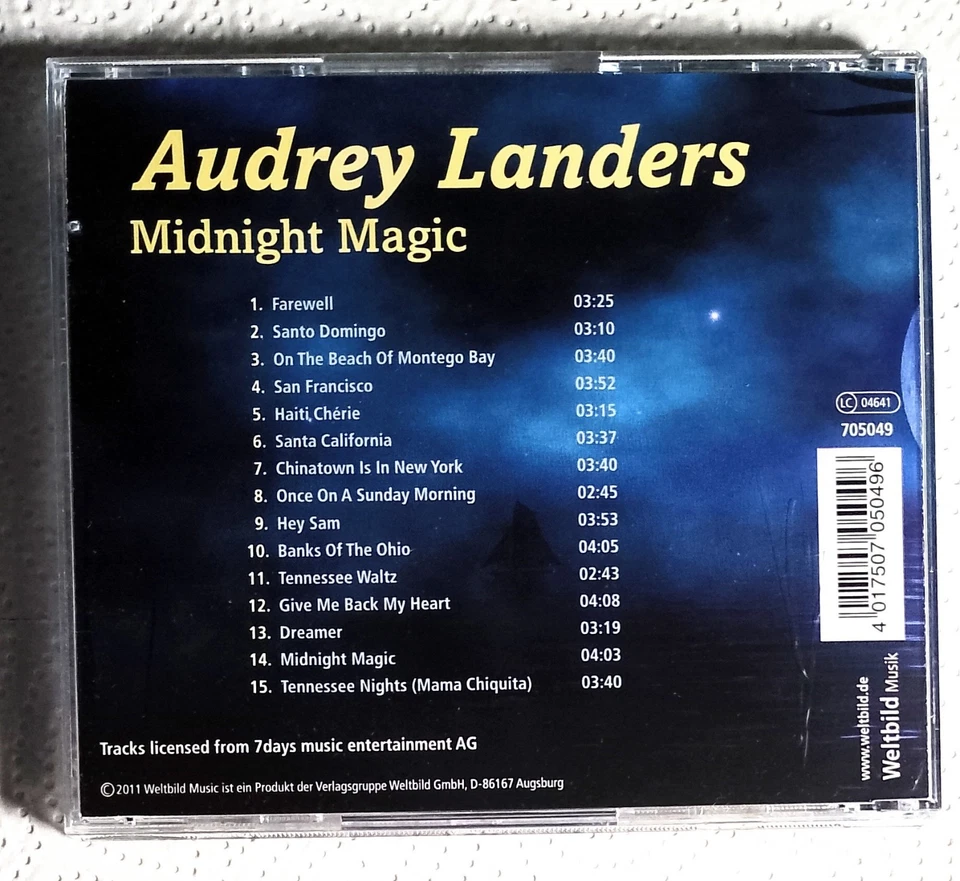 Audrey Landers
Midnight Magic
1. Farewell 03:25
2. Santo Domingo 03:10
3. On The Beach Of Montego Bay 03:40
4. San Francisco 03:52
5. Haiti Chérie 03:15
6. Santa California 03:37
7. Chinatown Is In New York 03:40
8. Once On A Sunday Morning 02:45
9. Hey Sam 03:53
10. Banks Of The Ohio 04:05
11. Tennessee Waltz 02:43
12. Give Me Back My Heart 04:08
13. Dreamer 03:19
14. Midnight Magic 04:03
15. Tennessee Nights (Mama Chiquita) 03:40
LC 04641
705049
4 017507 050496
www.weltbild.de
Weltbild Musik
Tracks licensed from 7days music entertainment AG
©2011 Weltbild Music ist ein Produkt der Verlagsgruppe Weltbild GmbH, D-86167 Augsburg